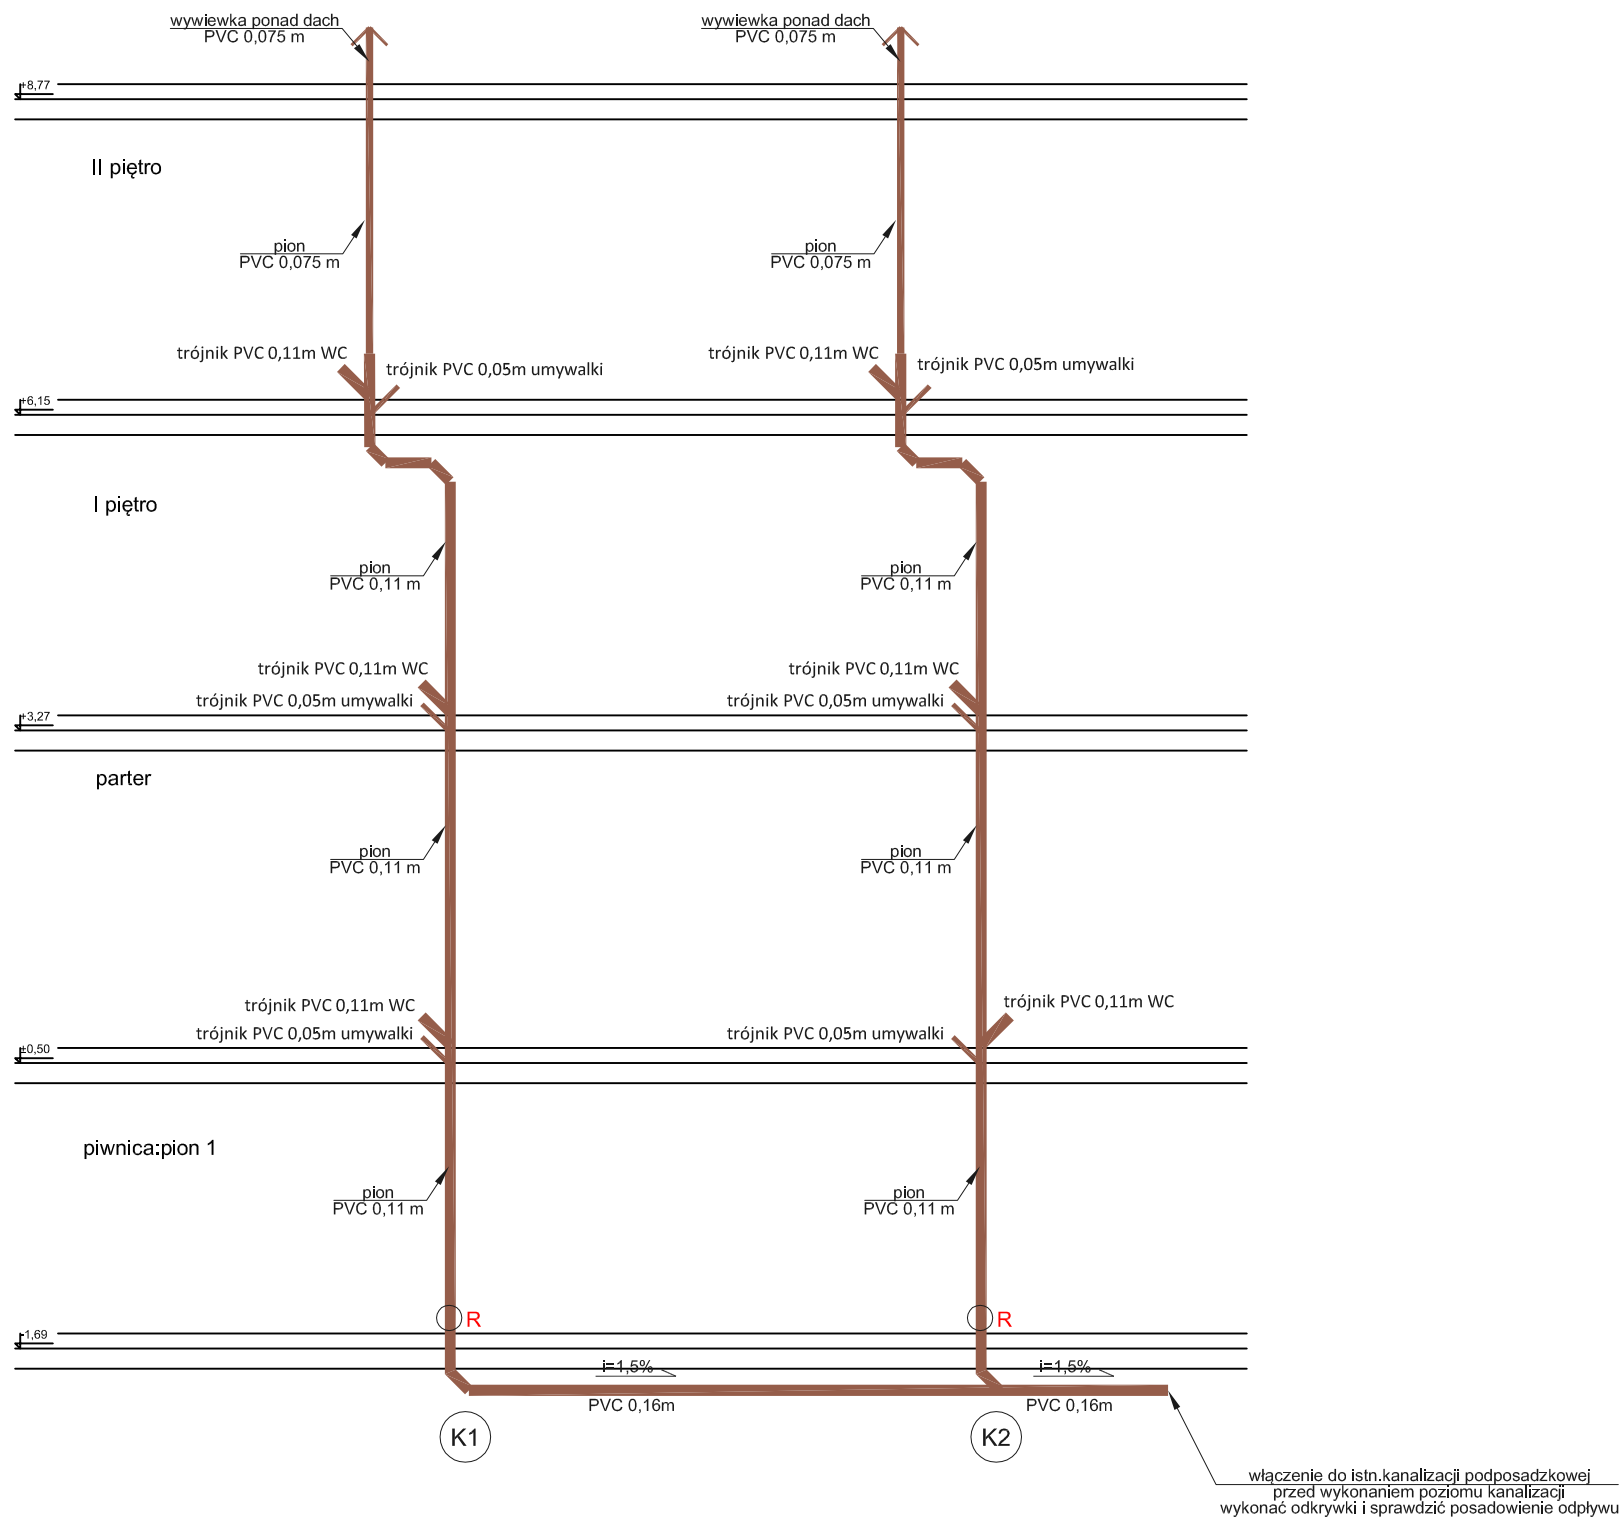 wywiewka ponad dach
PVC 0,075 m
wywiewka ponad dach
PVC 0,075 m
+8,77
II piętro
pion
PVC 0,075 m
pion
PVC 0,075 m
trójnik PVC 0,11m WC
trójnik PVC 0,05m umywalki
trójnik PVC 0,11m WC
trójnik PVC 0,05m umywalki
+6,15
I piętro
pion
PVC 0,11 m
pion
PVC 0,11 m
trójnik PVC 0,11m WC
trójnik PVC 0,05m umywalki
trójnik PVC 0,11m WC
trójnik PVC 0,05m umywalki
+3,27
parter
pion
PVC 0,11 m
pion
PVC 0,11 m
trójnik PVC 0,11m WC
trójnik PVC 0,05m umywalki
trójnik PVC 0,11m WC
trójnik PVC 0,05m umywalki
±0,50
piwnica:pion 1
pion
PVC 0,11 m
pion
PVC 0,11 m
R
R
-1,69
i=1,5%
i=1,5%
PVC 0,16m
PVC 0,16m
K1
K2
włączenie do istn.kanalizacji podposadzkowej
przed wykonaniem poziomu kanalizacji
wykonać odkrywki i sprawdzić posadowienie odpływu